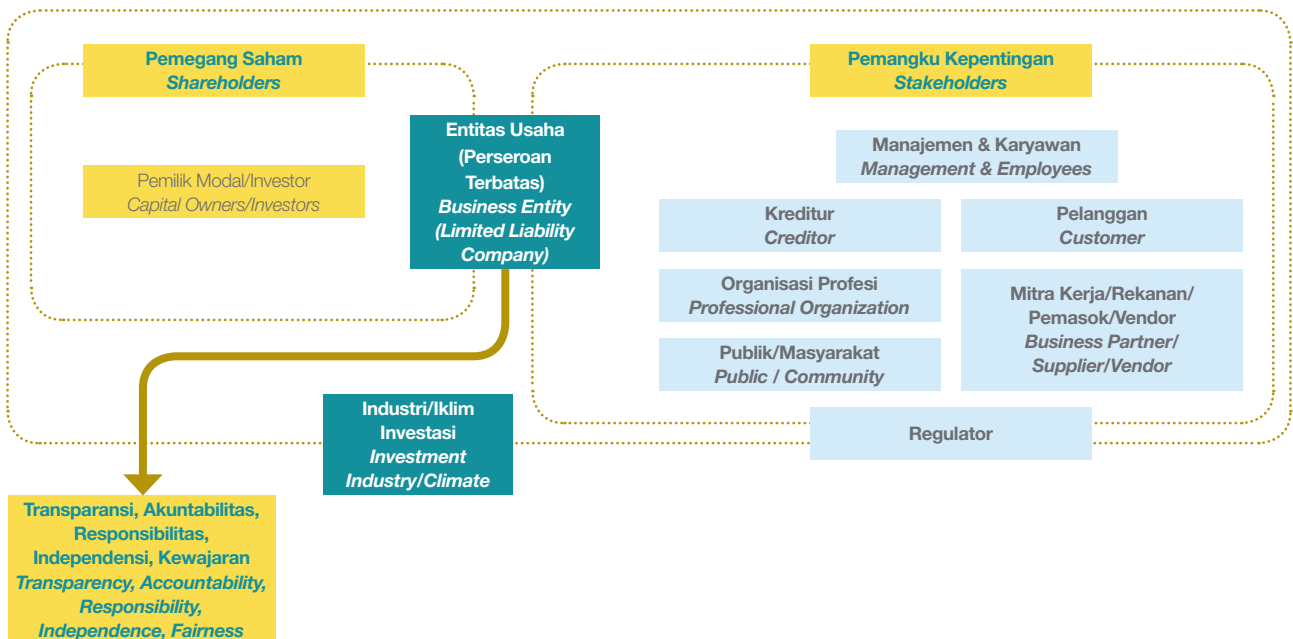 Pemegang Saham
Shareholders
Pemangku Kepentingan
Stakeholders
Entitas Usaha
(Perseroan
Terbatas)
Business Entity
(Limited Liability
Company)
Pemilik Modal/Investor
Capital Owners/Investors
Manajemen & Karyawan
Management & Employees
Kreditur
Creditor
Pelanggan
Customer
Organisasi Profesi
Professional Organization
Mitra Kerja/Rekanan/
Pemasok/Vendor
Business Partner/
Supplier/Vendor
Publik/Masyarakat
Public / Community
Industri/Iklim
Investasi
Investment
Industry/Climate
Regulator
Transparansi, Akuntabilitas,
Responsibilitas,
Independensi, Kewajaran
Transparency, Accountability,
Responsibility,
Independence, Fairness